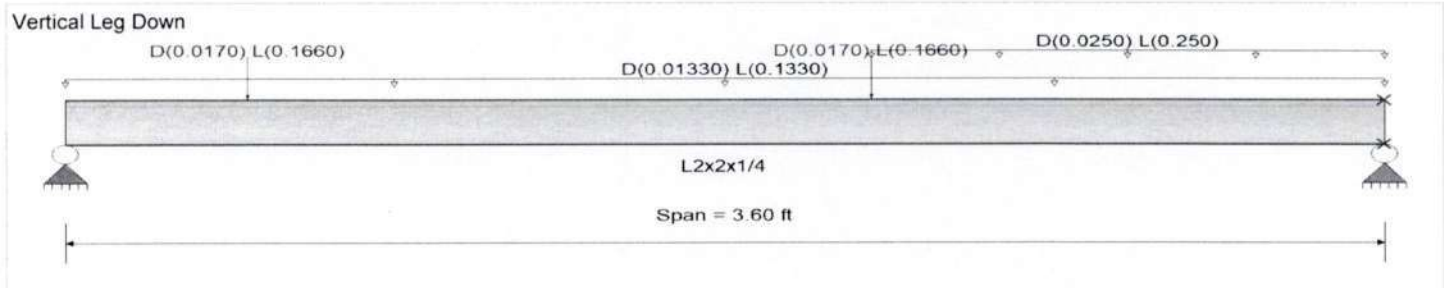 Vertical Leg Down
D(0.0170) L(0.1660)
D(0.0170) L(0.1660)
D(0.0250) L(0.250)
D(0.01330) L(0.1330)
L2x2x1/4
Span = 3.60 ft